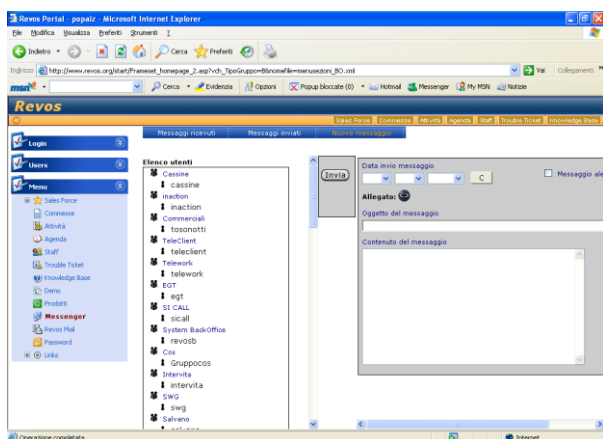 Revos Portal - popaiz - Microsoft Internet Explorer
File Modifica Visualizza Preferiti Strumenti ?
Indietro Cerca Preferiti
Indirizzo http://www.revos.org/start/Frameset_homepage_2.asp?vch_TipoGruppo=B&nomefile=menusezioni_BO.xml Vai Collegamenti
msn Cerca Evidenzia Opzioni Popup bloccate (0) Hotmail Messenger My MSN Notizie
Revos
Sales Force Commesse Attività Agenda Staff Trouble Ticket Knowledge Base
Messaggi ricevuti Messaggi inviati Nuovo messaggio
Login
Users
Menu
Sales Force
Commesse
Attività
Agenda
Staff
Trouble Ticket
Knowledge Base
Demo
Prodotti
Messenger
Revos Mail
Password
Links
Elenco utenti
Cassine
cassine
inaction
inaction
Commerciali
tosonotti
TeleClient
teleclient
Telework
telework
EGT
egt
SI CALL
sicall
System BackOffice
revosb
Cos
Gruppocos
Intervita
intervita
SWG
swg
Salvano
Invia
Data invio messaggio
C
Messaggio ale
Allegato:
Oggetto del messaggio
Contenuto del messaggio
Operazione completata
Internet